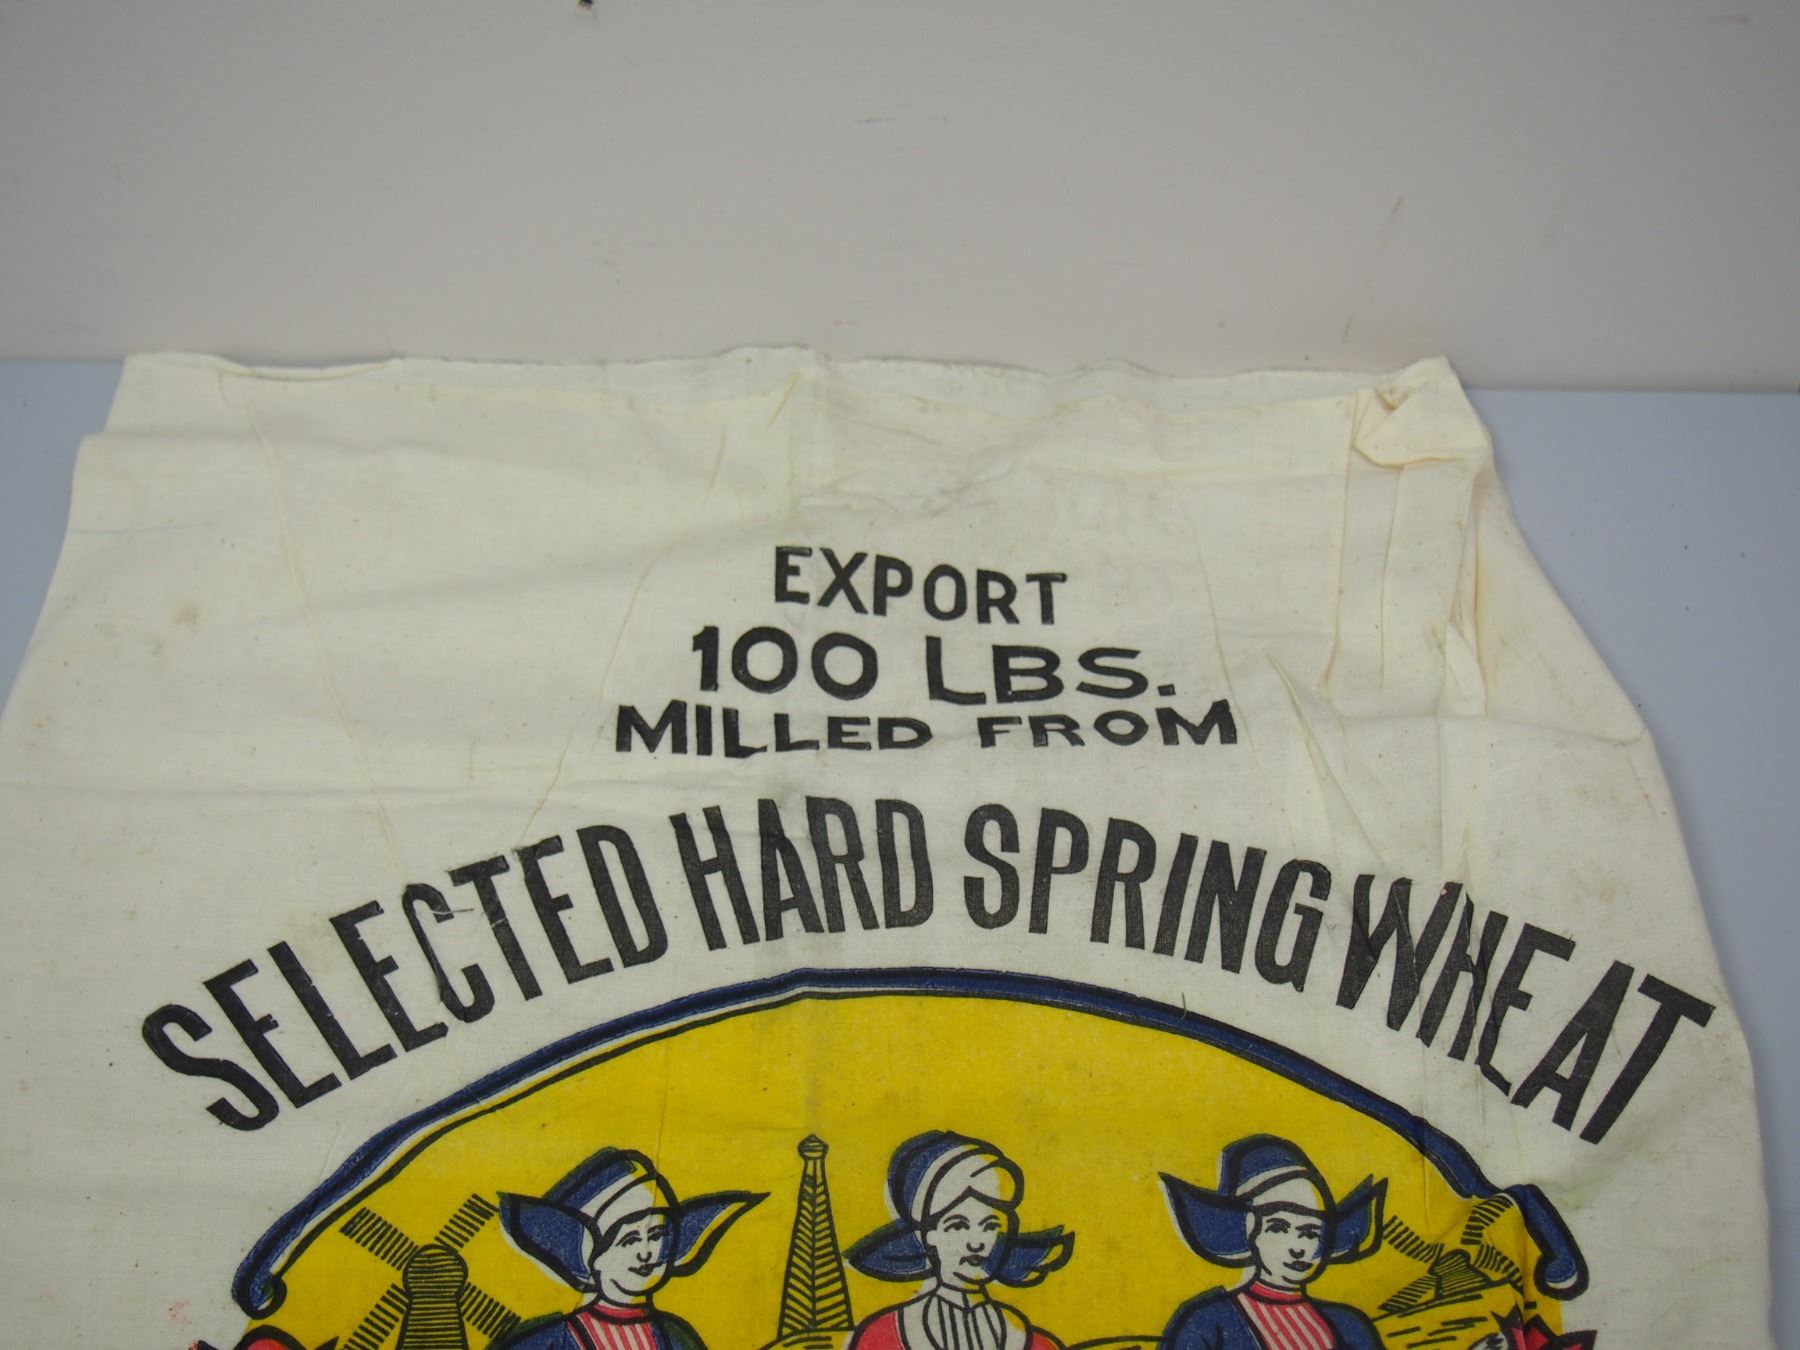 EXPORT
100 LBS.
MILLED FROM
SELECTED HARD SPRING WHEAT